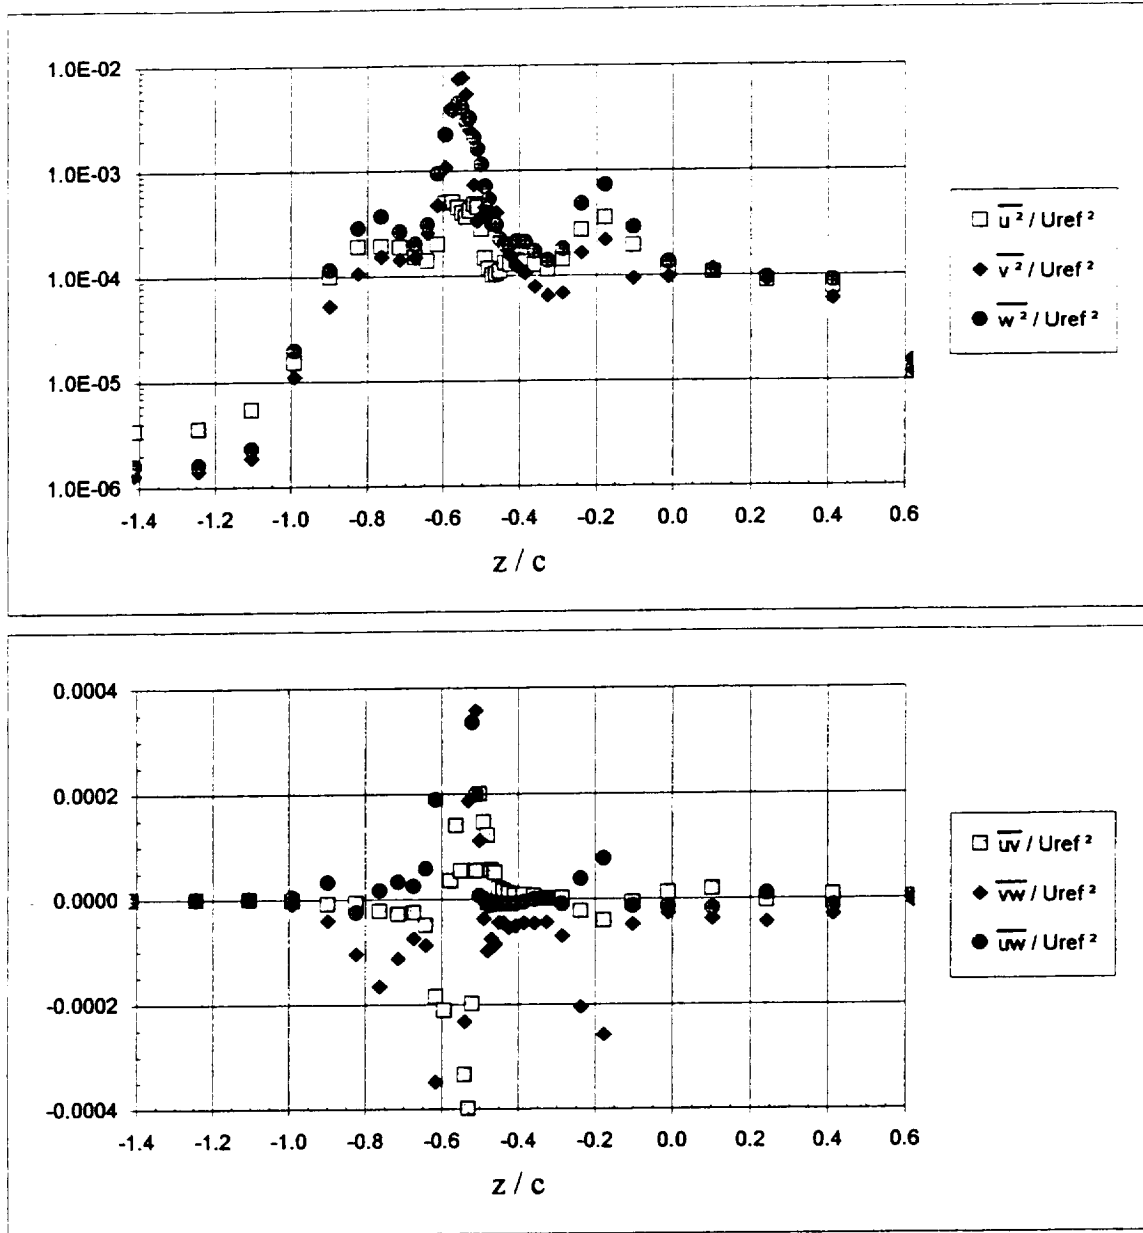 1.0E-02
1.0E-03
1.0E-04
1.0E-05
1.0E-06
-1.4 -1.2 -1.0 -0.8 -0.6 -0.4 -0.2 0.0 0.2 0.4 0.6
z / c
u² / Uref²
v² / Uref²
w² / Uref²
0.0004
0.0002
0.0000
-0.0002
-0.0004
-1.4 -1.2 -1.0 -0.8 -0.6 -0.4 -0.2 0.0 0.2 0.4 0.6
z / c
uv / Uref²
vw / Uref²
uw / Uref²